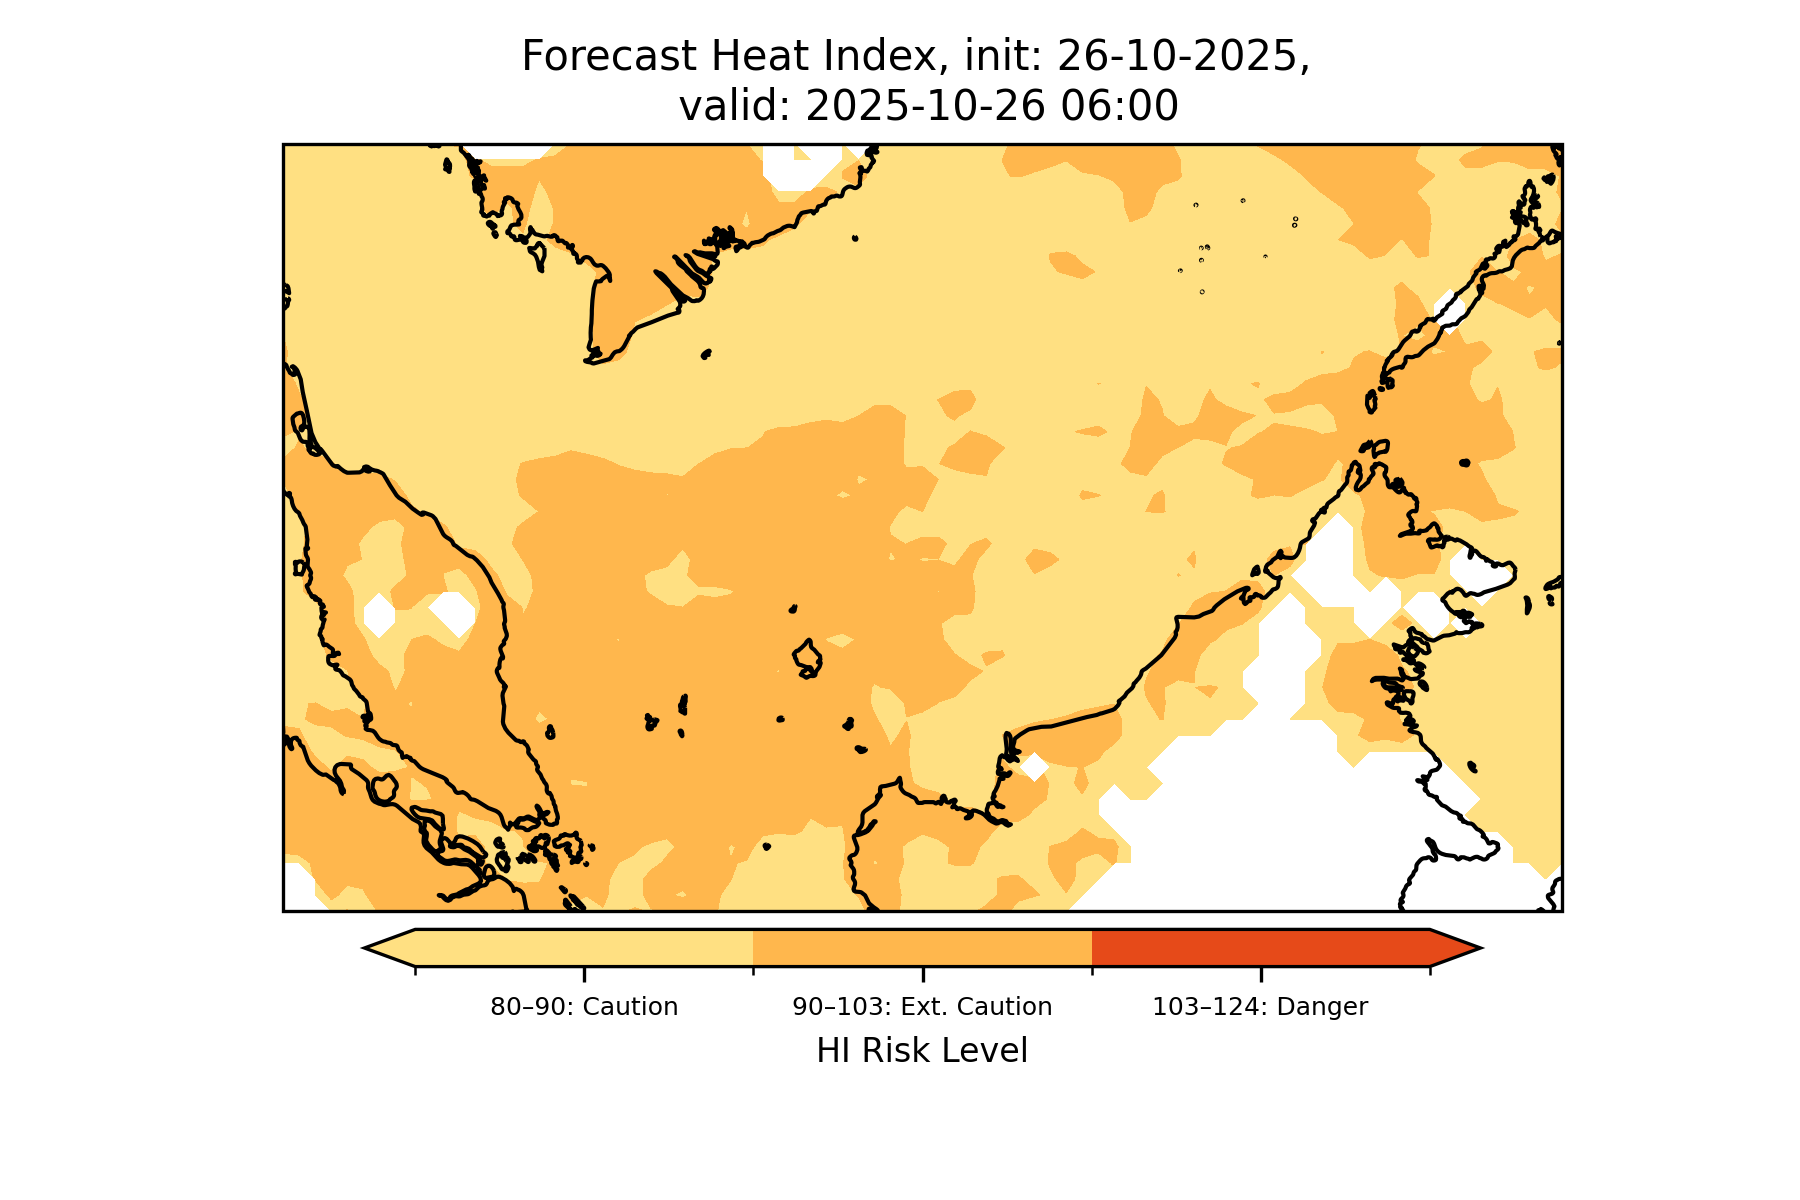 Forecast Heat Index, init: 26-10-2025,
valid: 2025-10-26 06:00
80–90: Caution
90–103: Ext. Caution
103–124: Danger
HI Risk Level